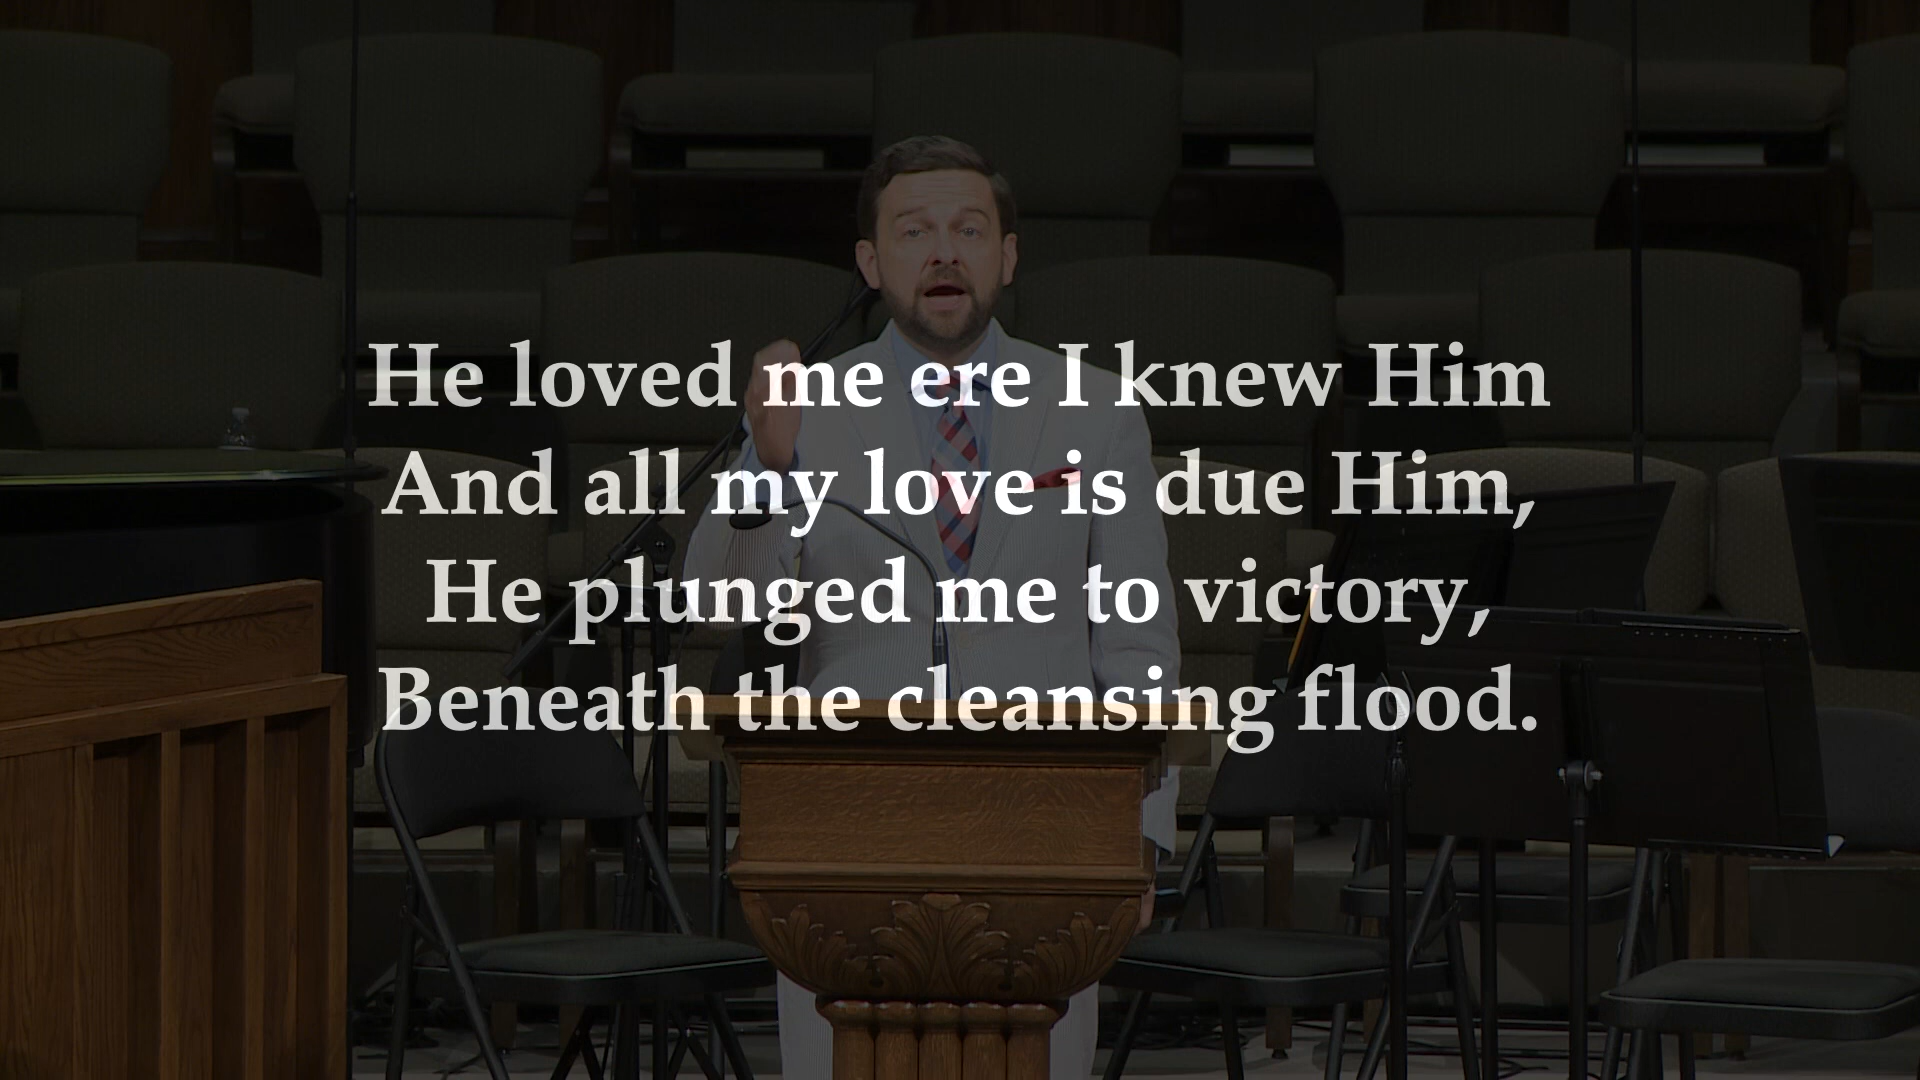 He loved me ere I knew Him
And all my love is due Him,
He plunged me to victory,
Beneath the cleansing flood.